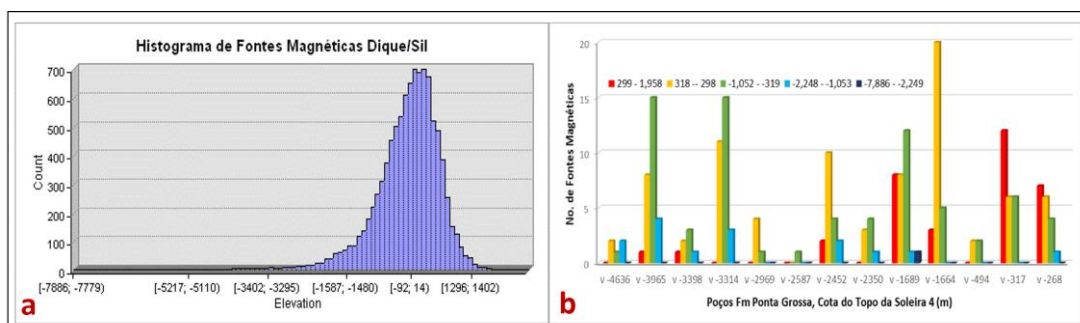 Histograma de Fontes Magnéticas Dique/Sil
700
600
500
400
300
200
100
0
Count
[-7886; -7779)
[-5217; -5110)
[-3402; -3295)
[-1587; -1480)
[-92; 14)
[1296; 1402)
Elevation
a
20
15
10
5
0
No. de Fontes Magnéticas
299 - 1,958
318 -- 298
-1,052 - -319
-2,248 - -1,053
-7,886 - -2,249
v -4636
v -3965
v -3398
v -3314
v -2969
v -2587
v -2452
v -2350
v -1689
v -1664
v -494
v -317
v -268
Poços Fm Ponta Grossa, Cota do Topo da Soleira 4 (m)
b